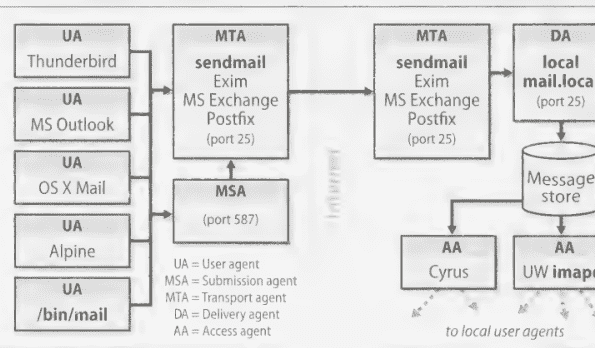 UA
Thunderbird
UA
MS Outlook
UA
OS X Mail
UA
Alpine
UA
/bin/mail
MTA
sendmail
Exim
MS Exchange
Postfix
(port 25)
MSA
(port 587)
UA = User agent
MSA = Submission agent
MTA = Transport agent
DA = Delivery agent
AA = Access agent
Internet
MTA
sendmail
Exim
MS Exchange
Postfix
(port 25)
DA
local
mail.loca
(port 25)
Message
store
AA
Cyrus
AA
UW imap
to local user agents